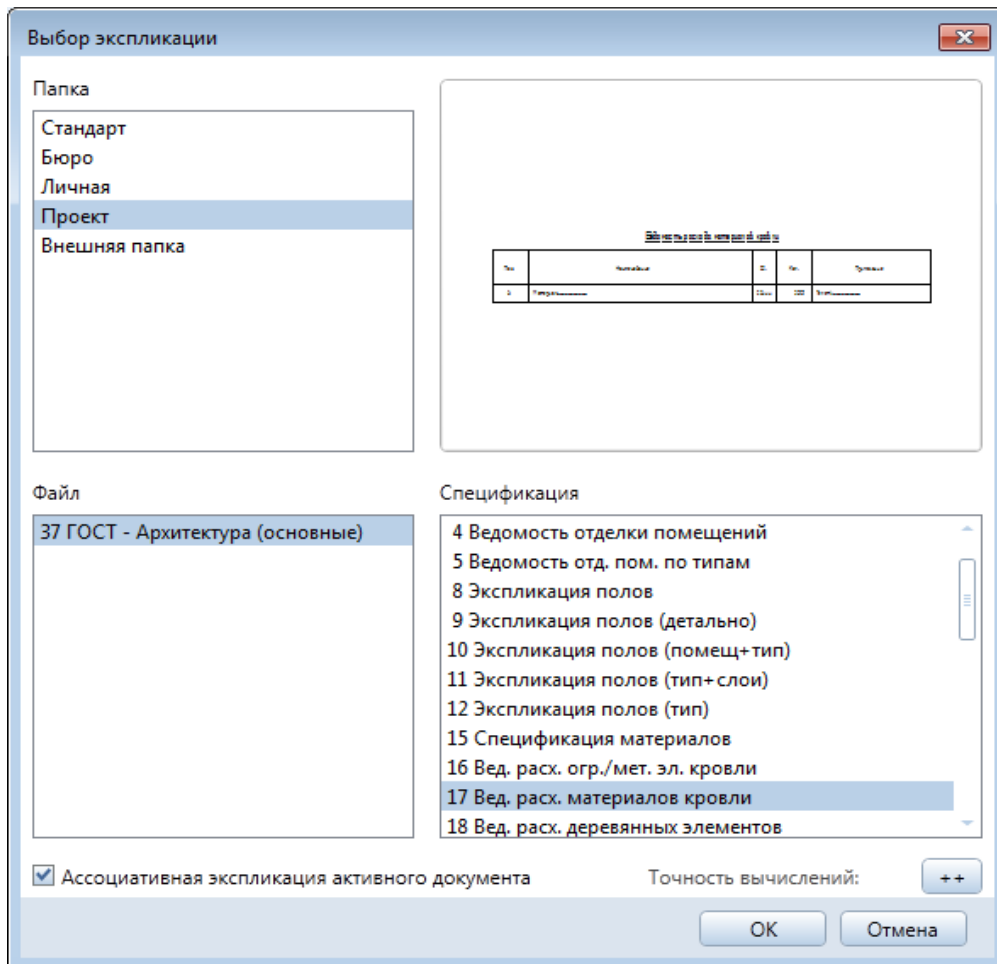 Выбор экспликации
Папка
Стандарт
Бюро
Личная
Проект
Внешняя папка
Файл
37 ГОСТ - Архитектура (основные)
Спецификация
4 Ведомость отделки помещений
5 Ведомость отд. пом. по типам
8 Экспликация полов
9 Экспликация полов (детально)
10 Экспликация полов (помещ+тип)
11 Экспликация полов (тип+слои)
12 Экспликация полов (тип)
15 Спецификация материалов
16 Вед. расх. огр./мет. эл. кровли
17 Вед. расх. материалов кровли
18 Вед. расх. деревянных элементов
Ассоциативная экспликация активного документа
Точность вычислений:
++
OK
Отмена